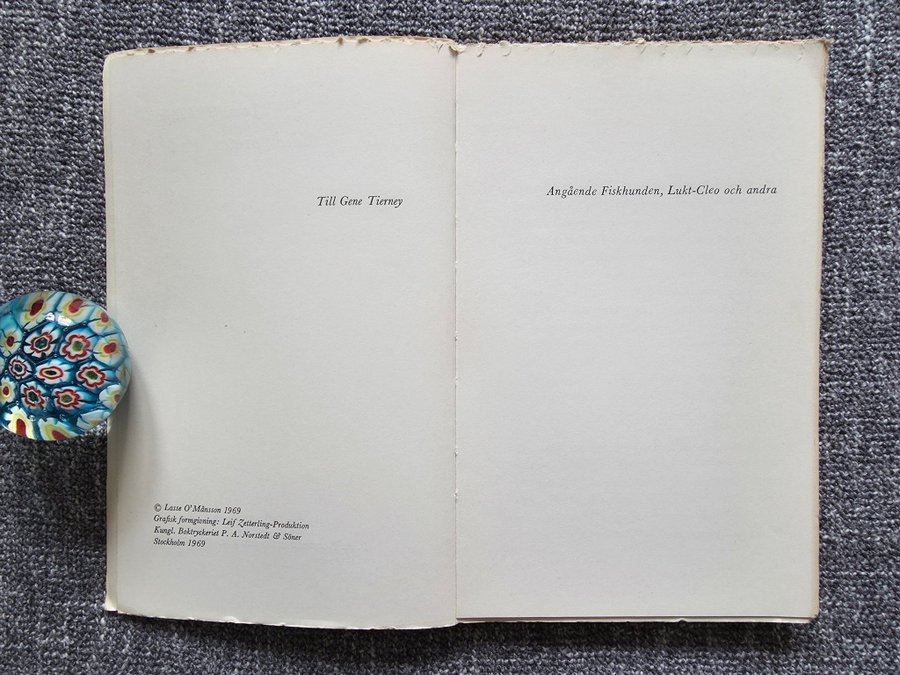 Till Gene Tierney
© Lasse O'Månsson 1969
Grafisk formgivning: Leif Zetterling-Produktion
Kungl. Boktryckeriet P. A. Norstedt & Söner
Stockholm 1969
Angående Fiskhunden, Lukt-Cleo och andra